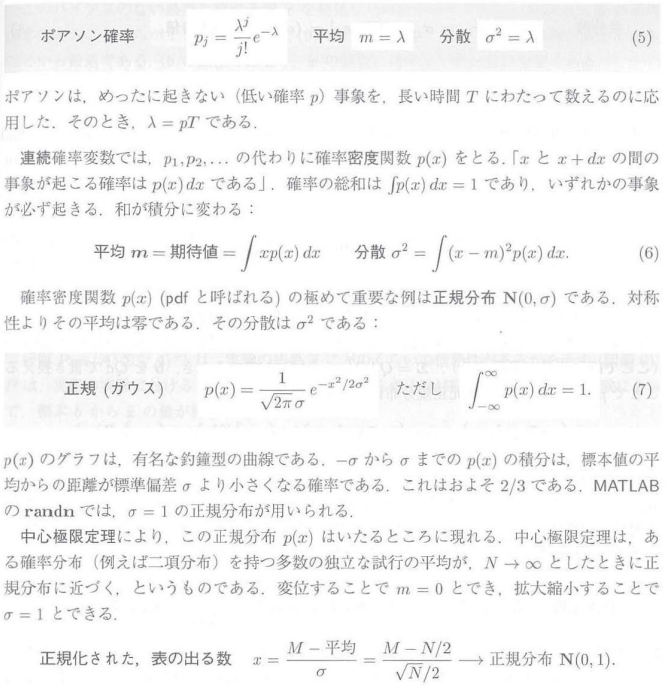 ポアソン確率 p_j = \frac{λ^j}{j!} e^{-λ} 平均 m = λ 分散 σ^2 = λ (5)
ポアソンは，めったに起きない（低い確率 p）事象を，長い時間 T にわたって数えるのに応
用した．そのとき，λ = pT である．
連続確率変数では，p_1, p_2, ... の代わりに確率密度関数 p(x) をとる．「x と x + dx の間の
事象が起こる確率は p(x) dx である」．確率の総和は ∫p(x) dx = 1 であり，いずれかの事象
が必ず起きる．和が積分に変わる：
平均 m = 期待値 = ∫ xp(x) dx 分散 σ^2 = ∫ (x − m)^2 p(x) dx. (6)
確率密度関数 p(x) (pdf と呼ばれる) の極めて重要な例は正規分布 N(0, σ) である．対称
性よりその平均は零である．その分散は σ^2 である：
正規（ガウス） p(x) = \frac{1}{\sqrt{2π} σ} e^{-x^2/2σ^2} ただし ∫_{-∞}^{∞} p(x) dx = 1. (7)
p(x) のグラフは，有名な釣鐘型の曲線である．−σ から σ までの p(x) の積分は，標本値の平
均からの距離が標準偏差 σ より小さくなる確率である．これはおよそ 2/3 である．MATLAB
の randn では，σ = 1 の正規分布が用いられる．
中心極限定理により，この正規分布 p(x) はいたるところに現れる．中心極限定理は，あ
る確率分布（例えば二項分布）を持つ多数の独立な試行の平均が，N → ∞ としたときに正
規分布に近づく，というものである．変位することで m = 0 とでき，拡大縮小することで
σ = 1 とできる．
正規化された，表の出る数 x = \frac{M − 平均}{σ} = \frac{M − N/2}{\sqrt{N}/2} ⟶ 正規分布 N(0, 1).